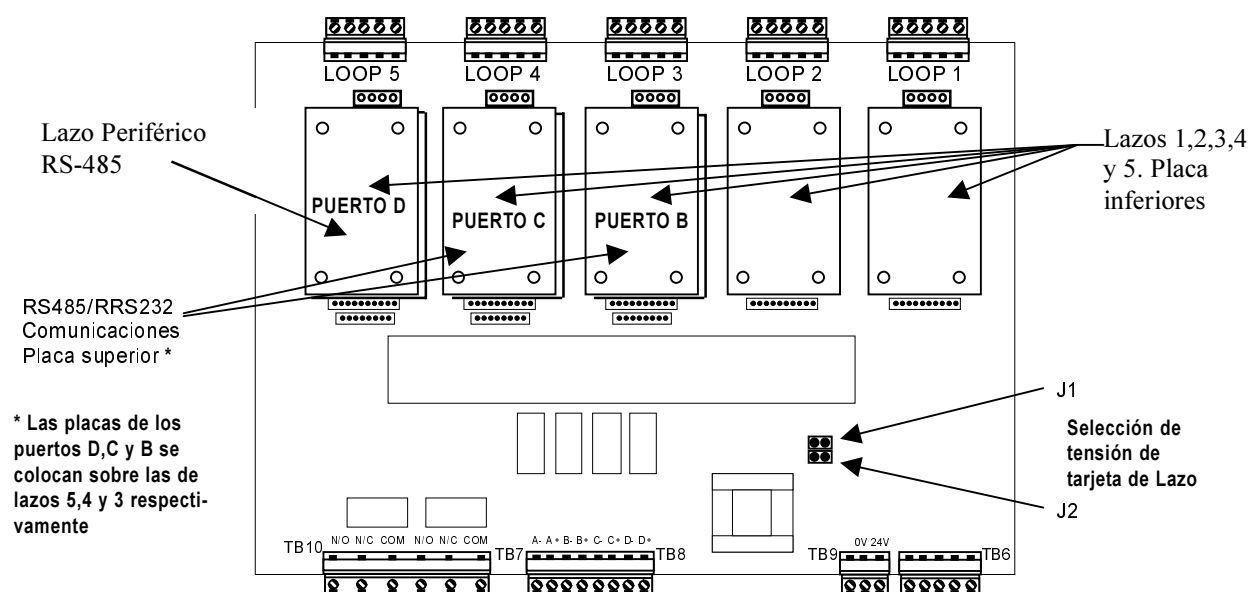 LOOP 5 LOOP 4 LOOP 3 LOOP 2 LOOP 1
Lazo Periférico
RS-485
Lazos 1,2,3,4
y 5. Placa
inferiores
PUERTO D
PUERTO C
PUERTO B
RS485/RRS232
Comunicaciones
Placa superior *
* Las placas de los
puertos D,C y B se
colocan sobre las de
lazos 5,4 y 3 respecti-
vamente
J1
Selección de
tensión de
tarjeta de Lazo
J2
TB10 N/O N/C COM N/O N/C COM TB7 A- A+ B- B+ C- C+ D- D+ TB8 TB9 0V 24V TB6